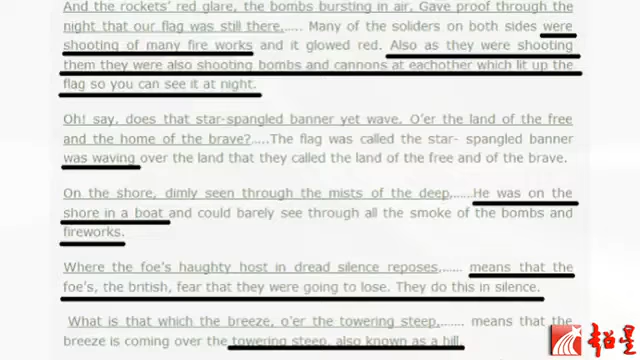 And the rockets' red glare, the bombs bursting in air, Gave proof through the
night that our flag was still there,..... Many of the soliders on both sides were
shooting of many fire works and it glowed red. Also as they were shooting
them they were also shooting bombs and cannons at eachother which lit up the
flag so you can see it at night.
Oh! say, does that star-spangled banner yet wave, O'er the land of the free
and the home of the brave?.....The flag was called the star- spangled banner
was waving over the land that they called the land of the free and of the brave.
On the shore, dimly seen through the mists of the deep,......He was on the
shore in a boat and could barely see through all the smoke of the bombs and
fireworks.
Where the foe's haughty host in dread silence reposes,...... means that the
foe's, the british, fear that they were going to lose. They do this in silence.
What is that which the breeze, o'er the towering steep,....... means that the
breeze is coming over the towering steep, also known as a hill.
超星